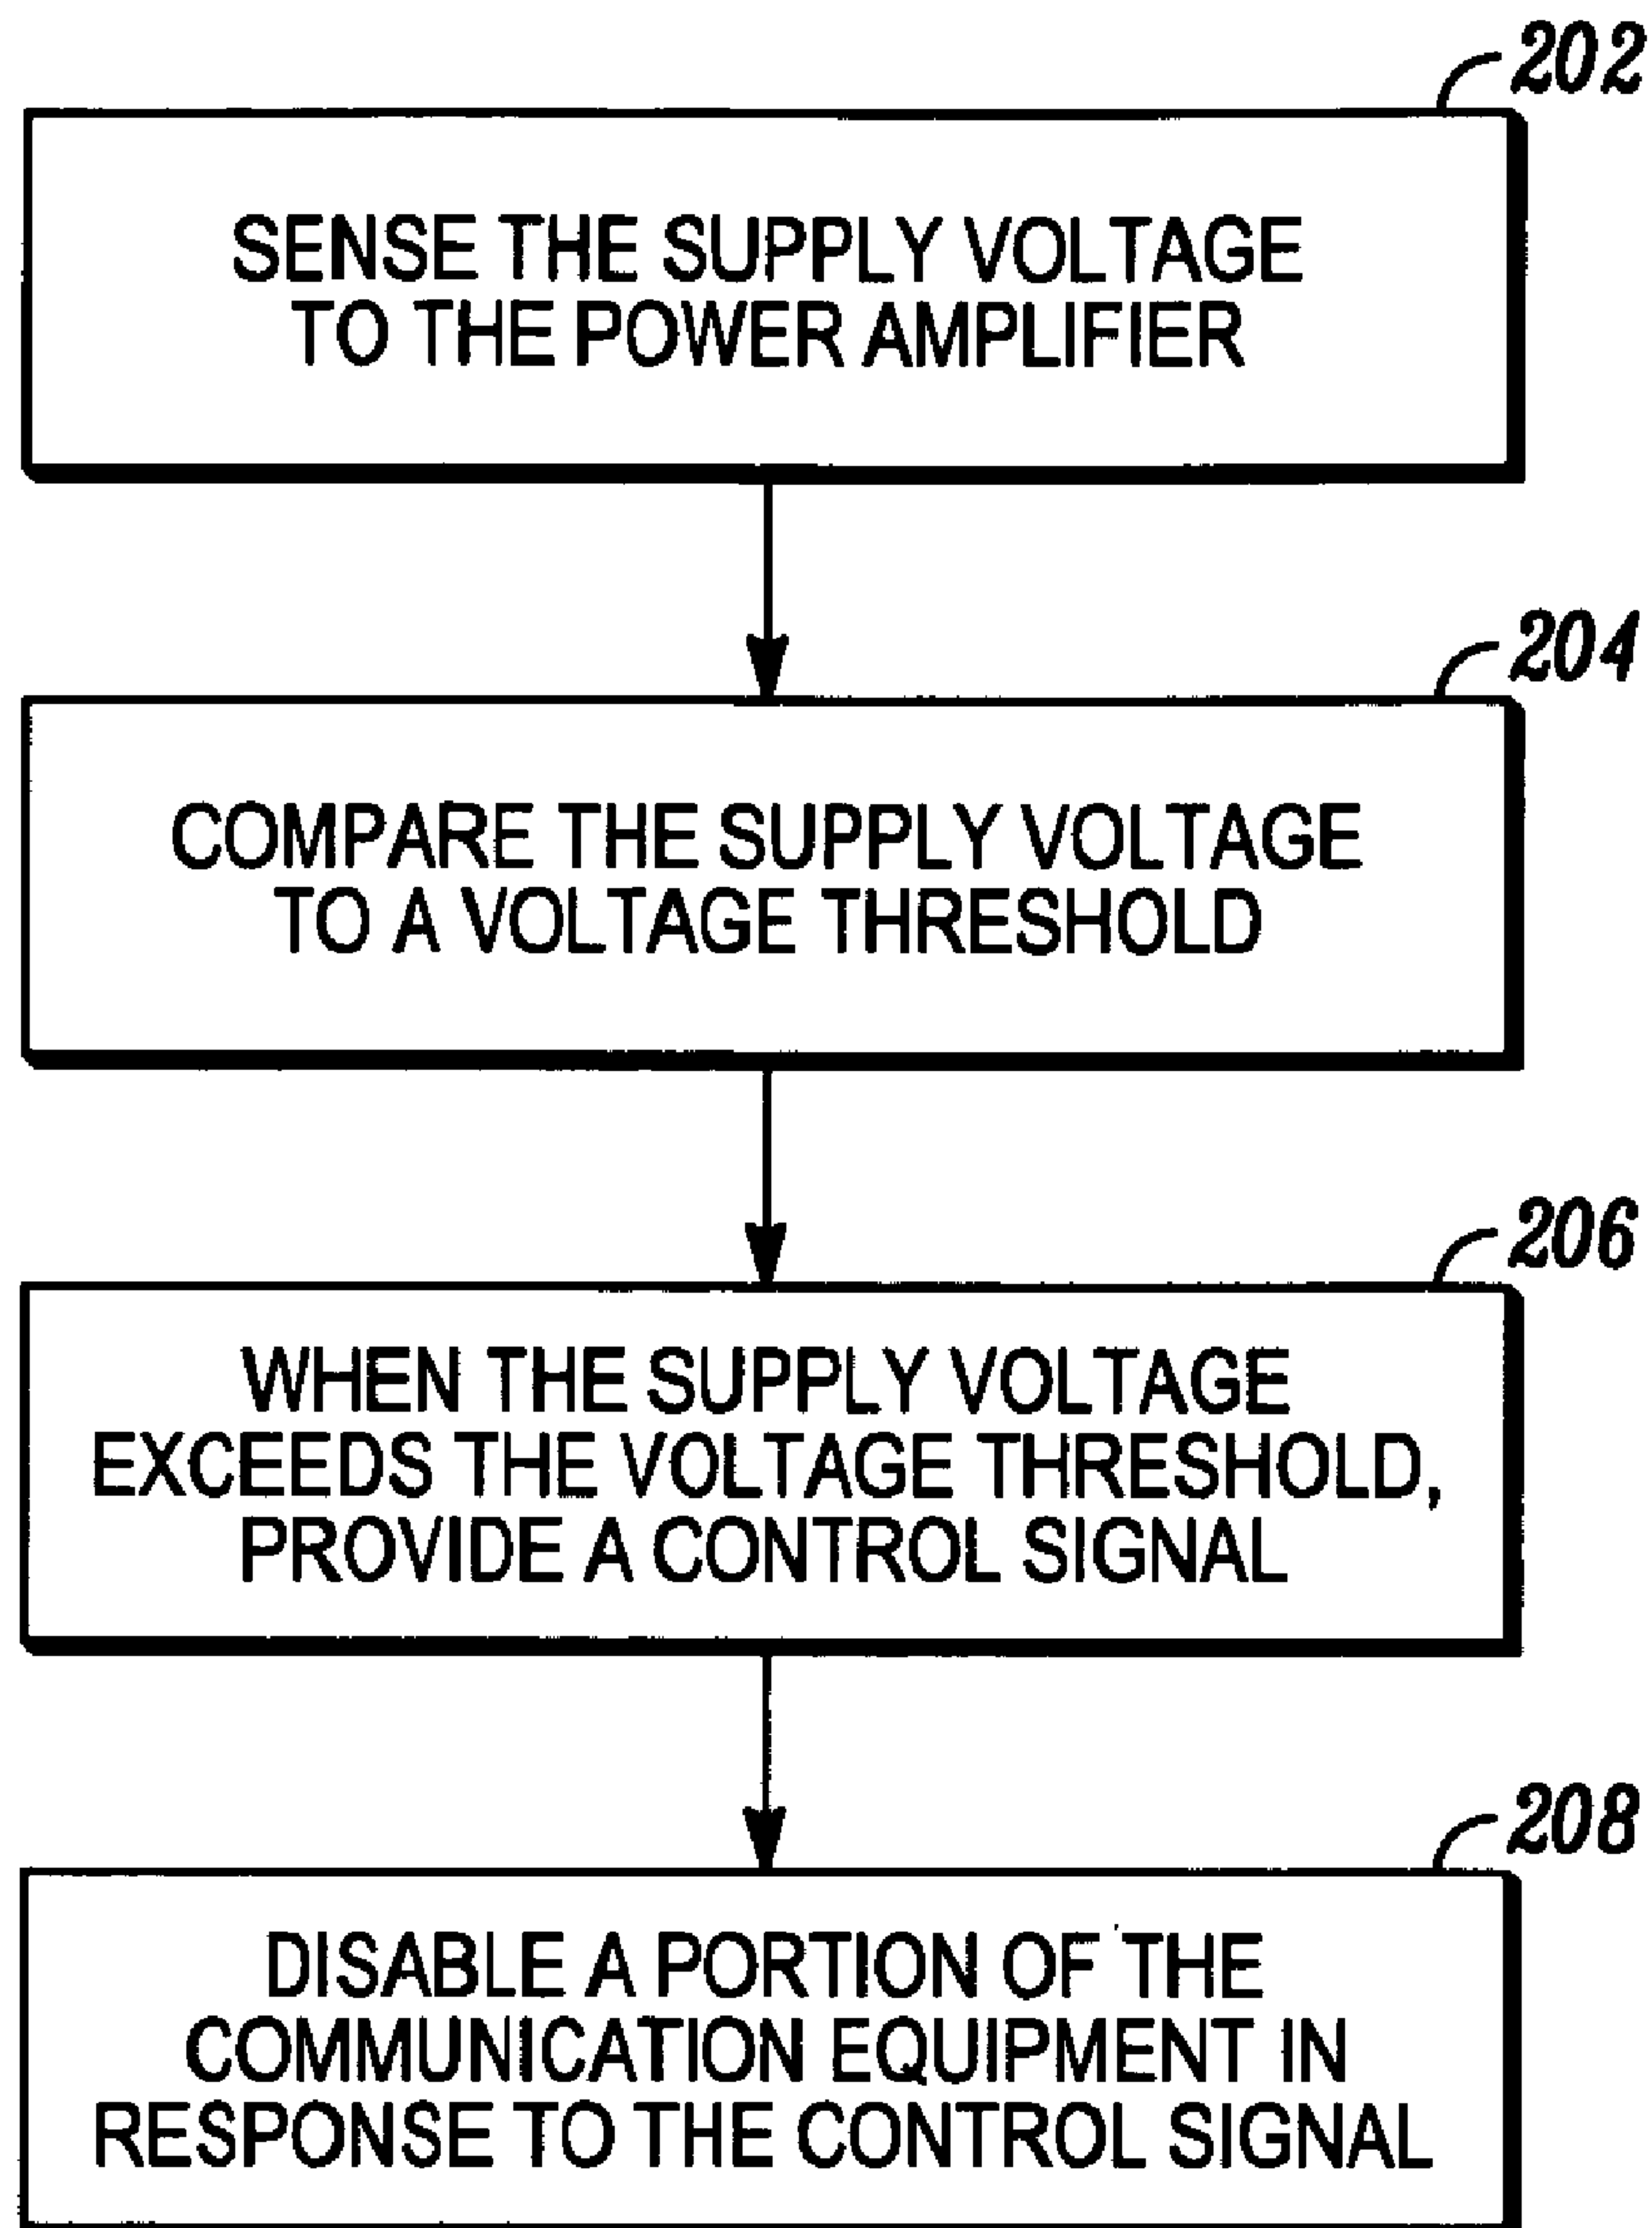 202
SENSE THE SUPPLY VOLTAGE
TO THE POWER AMPLIFIER
204
COMPARE THE SUPPLY VOLTAGE
TO A VOLTAGE THRESHOLD
206
WHEN THE SUPPLY VOLTAGE
EXCEEDS THE VOLTAGE THRESHOLD,
PROVIDE A CONTROL SIGNAL
208
DISABLE A PORTION OF THE
COMMUNICATION EQUIPMENT IN
RESPONSE TO THE CONTROL SIGNAL